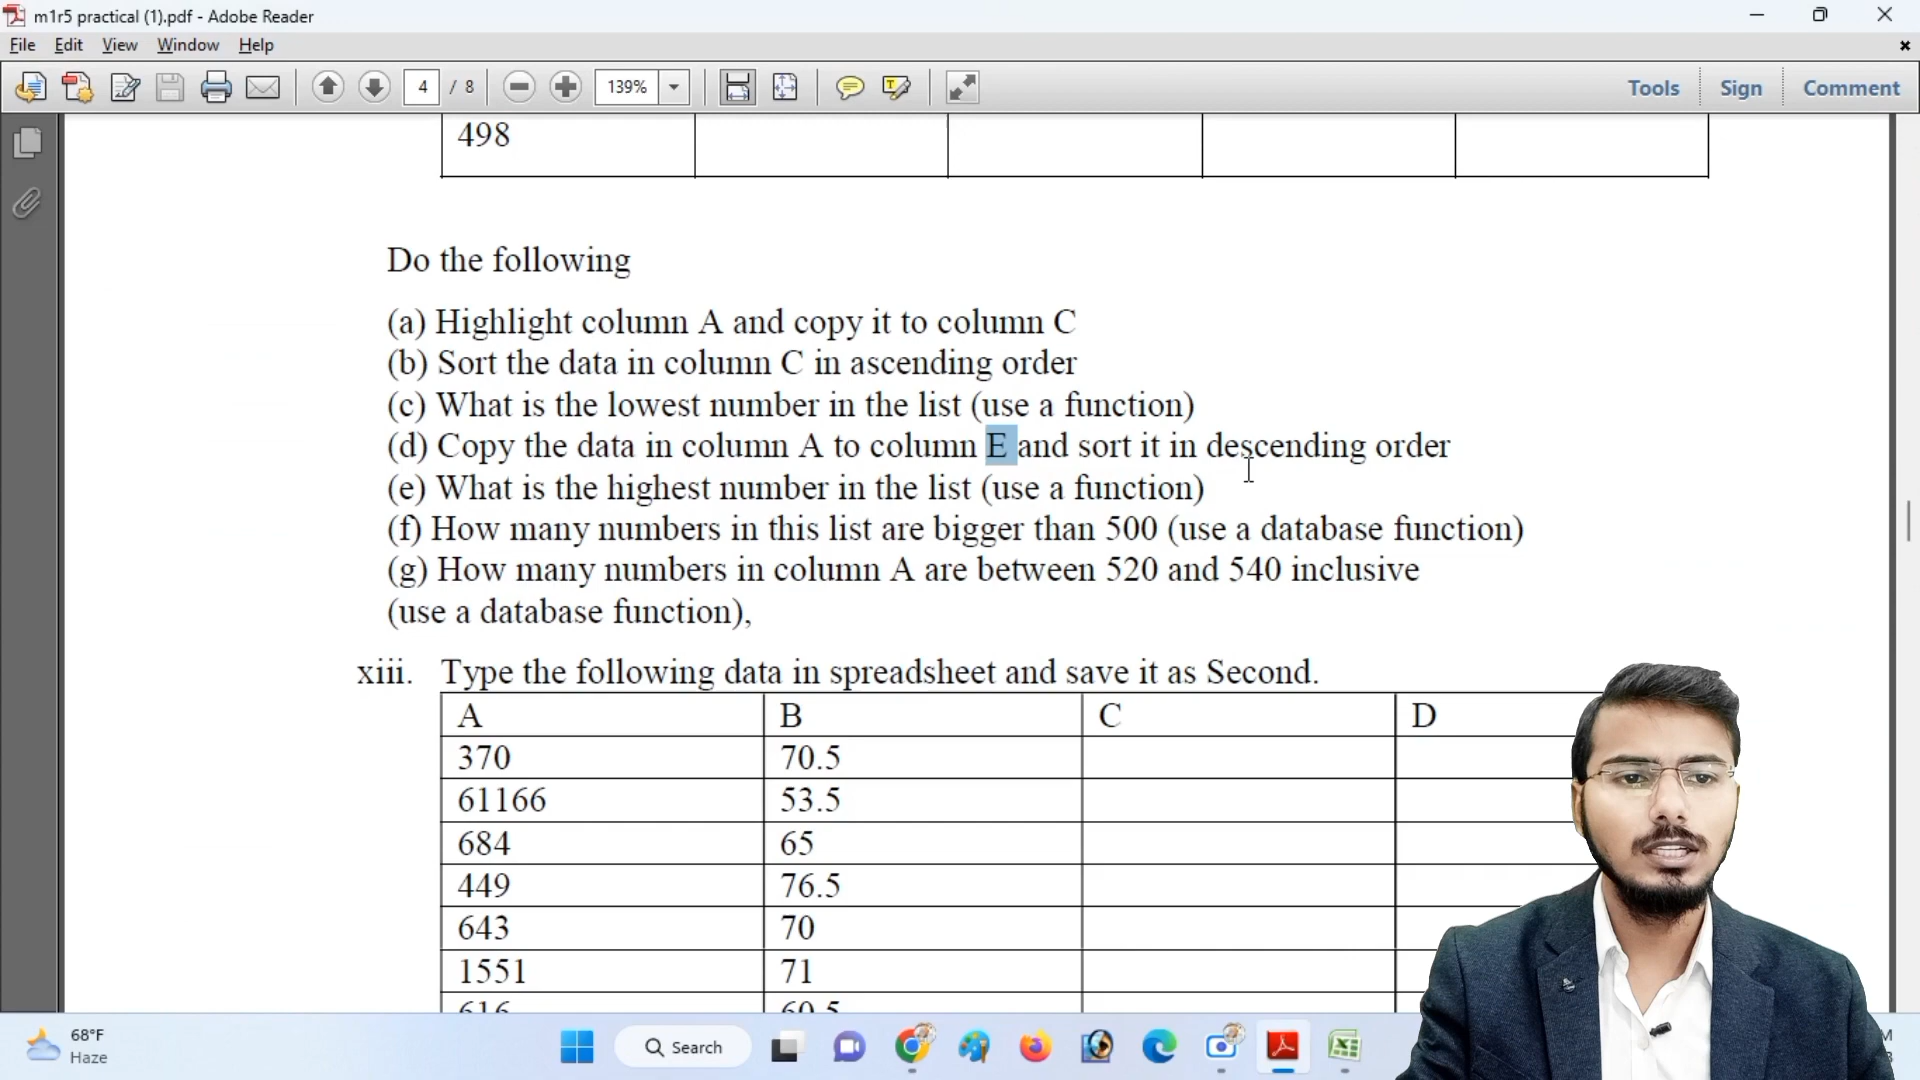 m1r5 practical (1).pdf - Adobe Reader
File Edit View Window Help
4 / 8 139% Tools Sign Comment
498
Do the following
(a) Highlight column A and copy it to column C
(b) Sort the data in column C in ascending order
(c) What is the lowest number in the list (use a function)
(d) Copy the data in column A to column E and sort it in descending order
(e) What is the highest number in the list (use a function)
(f) How many numbers in this list are bigger than 500 (use a database function)
(g) How many numbers in column A are between 520 and 540 inclusive
(use a database function),
xiii. Type the following data in spreadsheet and save it as Second.
A B C D
370 70.5
61166 53.5
684 65
449 76.5
643 70
1551 71
616 60.5
68°F
Haze
Search